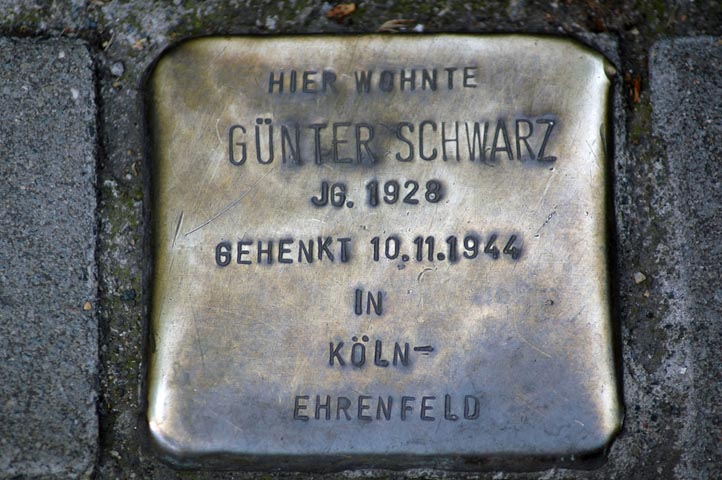 HIER WOHNTE
GÜNTER SCHWARZ
JG. 1928
GEHENKT 10.11.1944
IN
KÖLN-
EHRENFELD